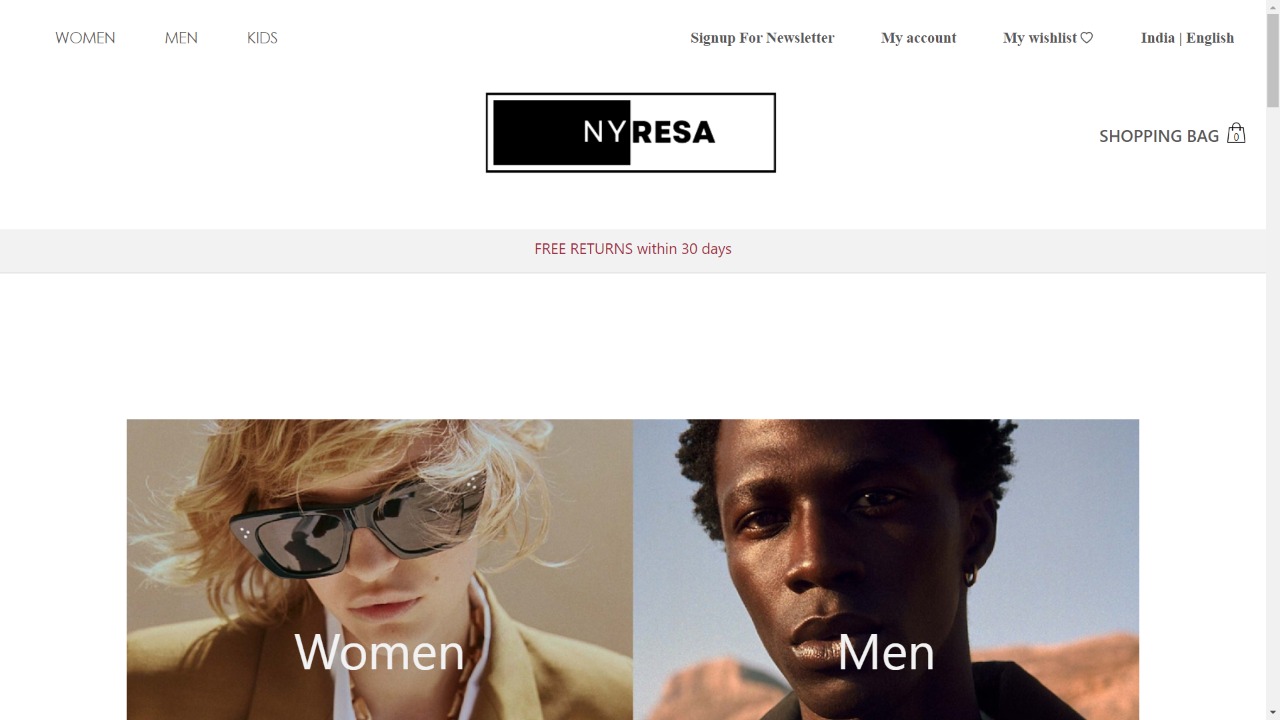 WOMEN MEN KIDS Signup For Newsletter My account My wishlist India | English
NYRESA
SHOPPING BAG 0
FREE RETURNS within 30 days
Women Men